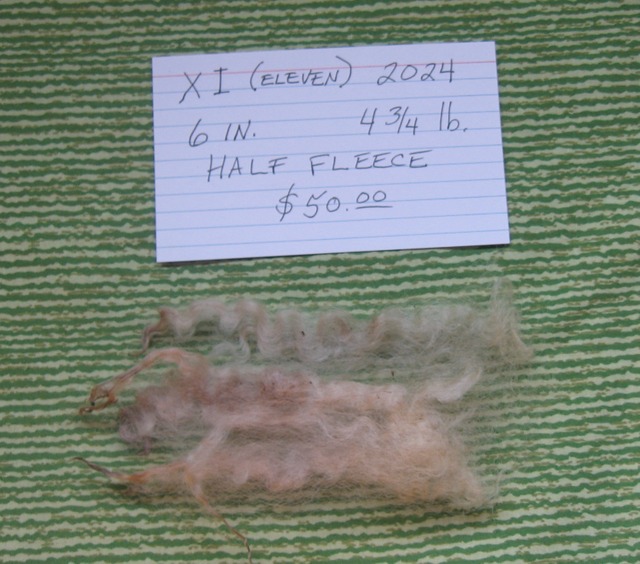 XI (ELEVEN) 2024
6 IN. 4 3/4 lb.
HALF FLEECE
$50.00